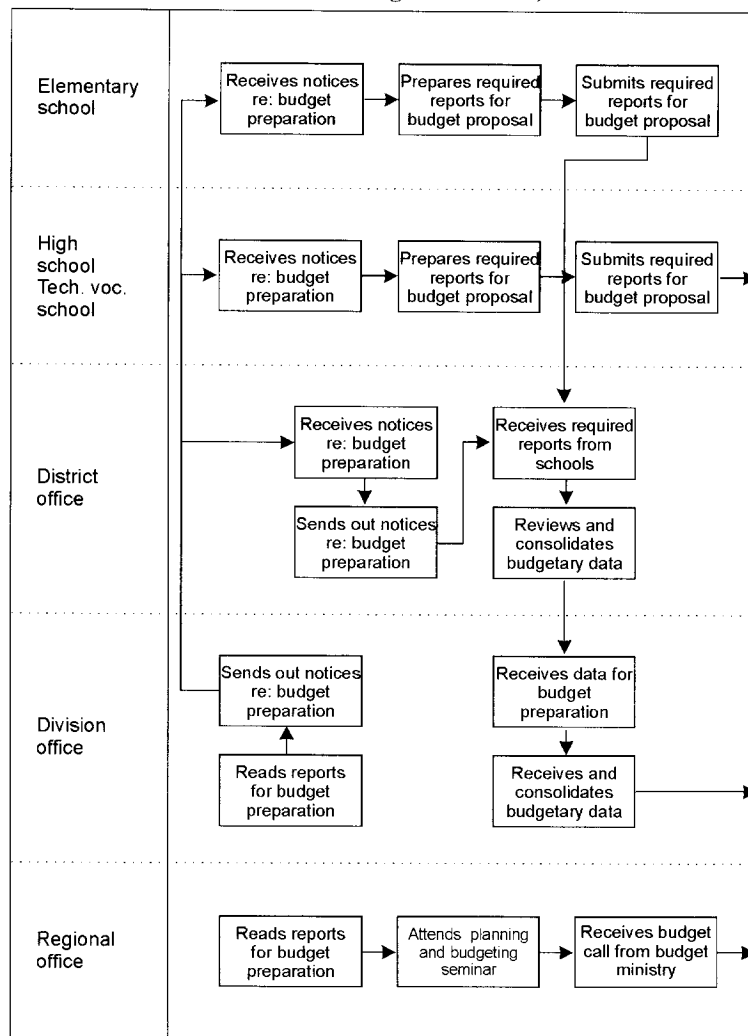 Elementary
school
Receives notices
re: budget
preparation
Prepares required
reports for
budget proposal
Submits required
reports for
budget proposal
High
school
Tech. voc.
school
Receives notices
re: budget
preparation
Prepares required
reports for
budget proposal
Submits required
reports for
budget proposal
District
office
Receives notices
re: budget
preparation
Receives required
reports from
schools
Sends out notices
re: budget
preparation
Reviews and
consolidates
budgetary data
Division
office
Sends out notices
re: budget
preparation
Receives data for
budget
preparation
Reads reports
for budget
preparation
Receives and
consolidates
budgetary data
Regional
office
Reads reports
for budget
preparation
Attends planning
and budgeting
seminar
Receives budget
call from budget
ministry